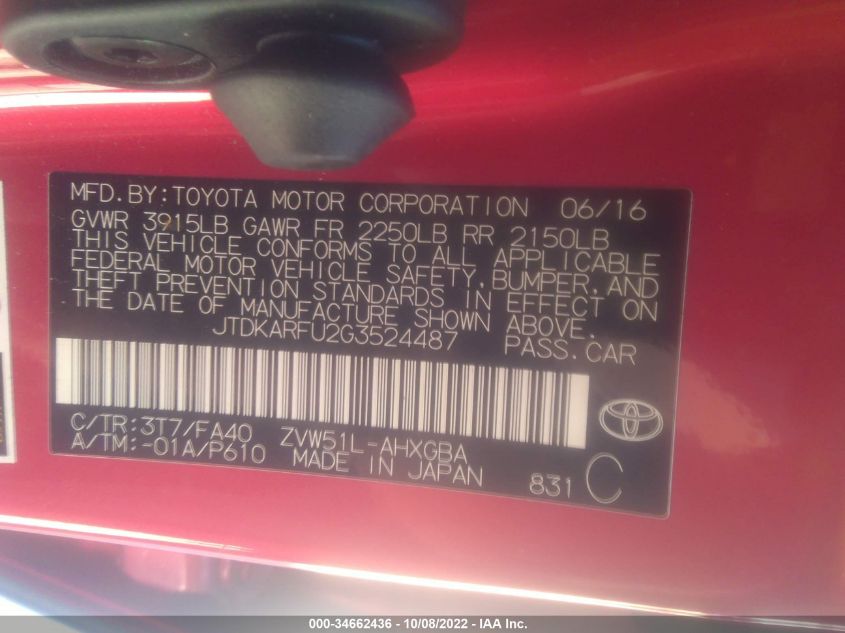 MFD. BY: TOYOTA MOTOR CORPORATION 06/16
GVWR 3915LB GAWR FR 2250LB RR 2150LB
THIS VEHICLE CONFORMS TO ALL APPLICABLE
FEDERAL MOTOR VEHICLE SAFETY, BUMPER, AND
THEFT PREVENTION STANDARDS IN EFFECT ON
THE DATE OF MANUFACTURE SHOWN ABOVE.
JTDKARFU2G3524487 PASS. CAR
C/TR: 3T7/FA40 ZVW51L-AHXGBA
A/TM: -01A/P610 MADE IN JAPAN 831 C
000-34662436 - 10/08/2022 - IAA Inc.